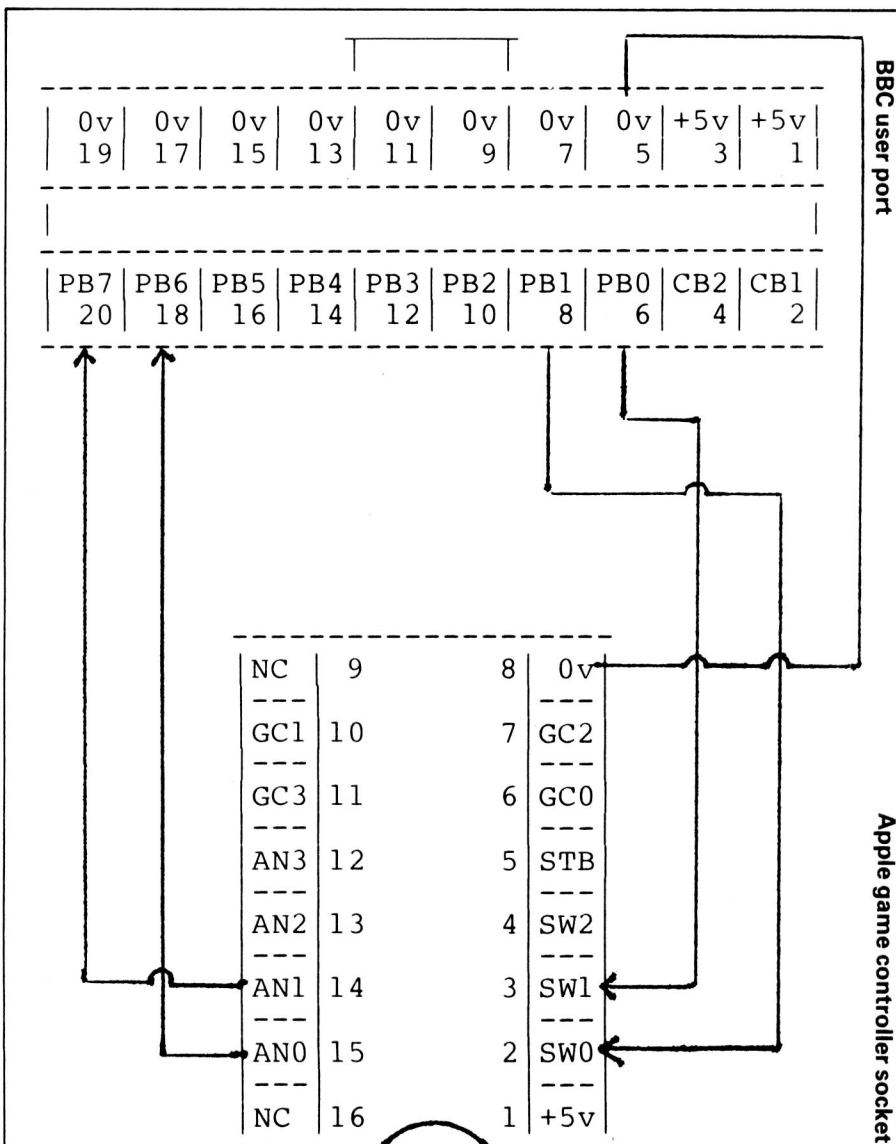 BBC user port
0v 0v 0v 0v 0v 0v 0v 0v +5v +5v
19 17 15 13 11 9 7 5 3 1
PB7 PB6 PB5 PB4 PB3 PB2 PB1 PB0 CB2 CB1
20 18 16 14 12 10 8 6 4 2
NC 9 8 0v
GC1 10 7 GC2
GC3 11 6 GC0
AN3 12 5 STB
AN2 13 4 SW2
AN1 14 3 SW1
AN0 15 2 SW0
NC 16 1 +5v
Apple game controller socket